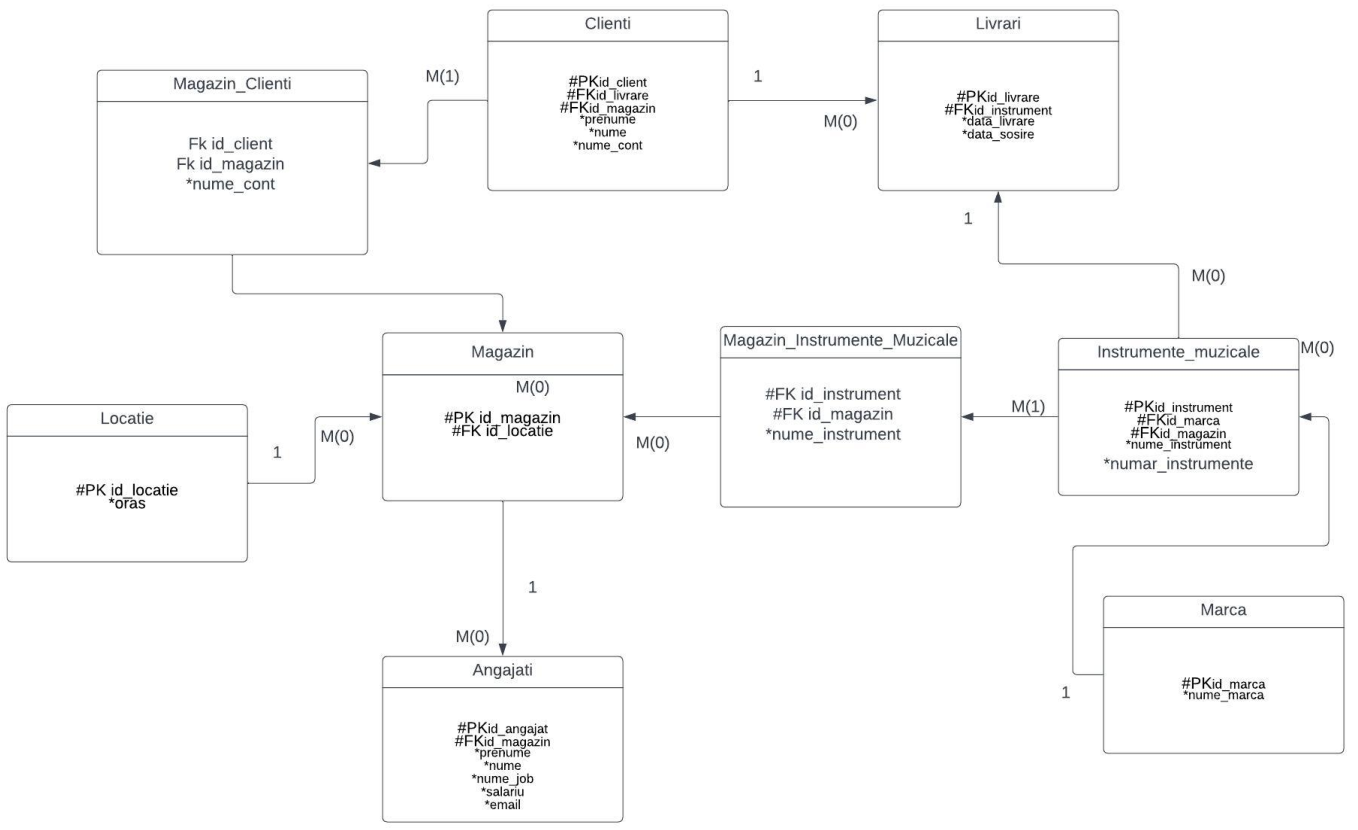 Clienti
#PKid_client
#FKid_livrare
#FKid_magazin
*prenume
*nume
*nume_cont
Livrari
#PKid_livrare
#FKid_instrument
*data_livrare
*data_sosire
Magazin_Clienti
Fk id_client
Fk id_magazin
*nume_cont
M(1)
1
M(0)
1
M(0)
Magazin
M(0)
#PK id_magazin
#FK id_locatie
Magazin_Instrumente_Muzicale
#FK id_instrument
#FK id_magazin
*nume_instrument
Instrumente_muzicale
#PKid_instrument
#FKid_marca
#FKid_magazin
*nume_instrument
*numar_instrumente
M(0)
M(1)
M(0)
Locatie
#PK id_locatie
*oras
1
M(0)
1
M(0)
Angajati
#PKid_angajat
#FKid_magazin
*prenume
*nume
*nume_job
*salariu
*email
Marca
#PKid_marca
*nume_marca
1